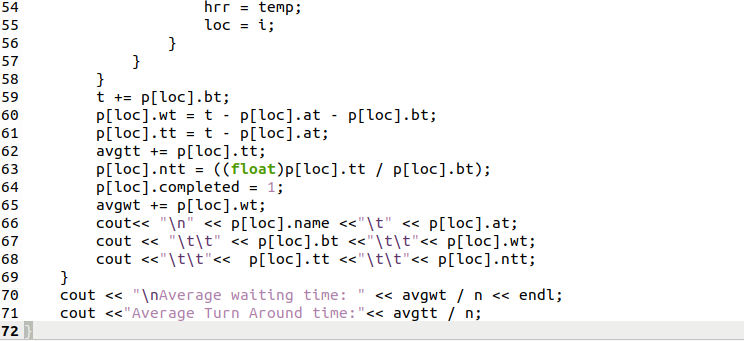 54                     hrr = temp;
55                     loc = i;
56                 }
57             }
58         }
59         t += p[loc].bt;
60         p[loc].wt = t - p[loc].at - p[loc].bt;
61         p[loc].tt = t - p[loc].at;
62         avgtt += p[loc].tt;
63         p[loc].ntt = ((float)p[loc].tt / p[loc].bt);
64         p[loc].completed = 1;
65         avgwt += p[loc].wt;
66         cout<< "\n" << p[loc].name <<"\t" << p[loc].at;
67         cout << "\t\t" << p[loc].bt <<"\t\t"<< p[loc].wt;
68         cout <<"\t\t"<<  p[loc].tt <<"\t\t"<< p[loc].ntt;
69     }
70     cout << "\nAverage waiting time: " << avgwt / n << endl;
71     cout <<"Average Turn Around time:"<< avgtt / n;
72 }